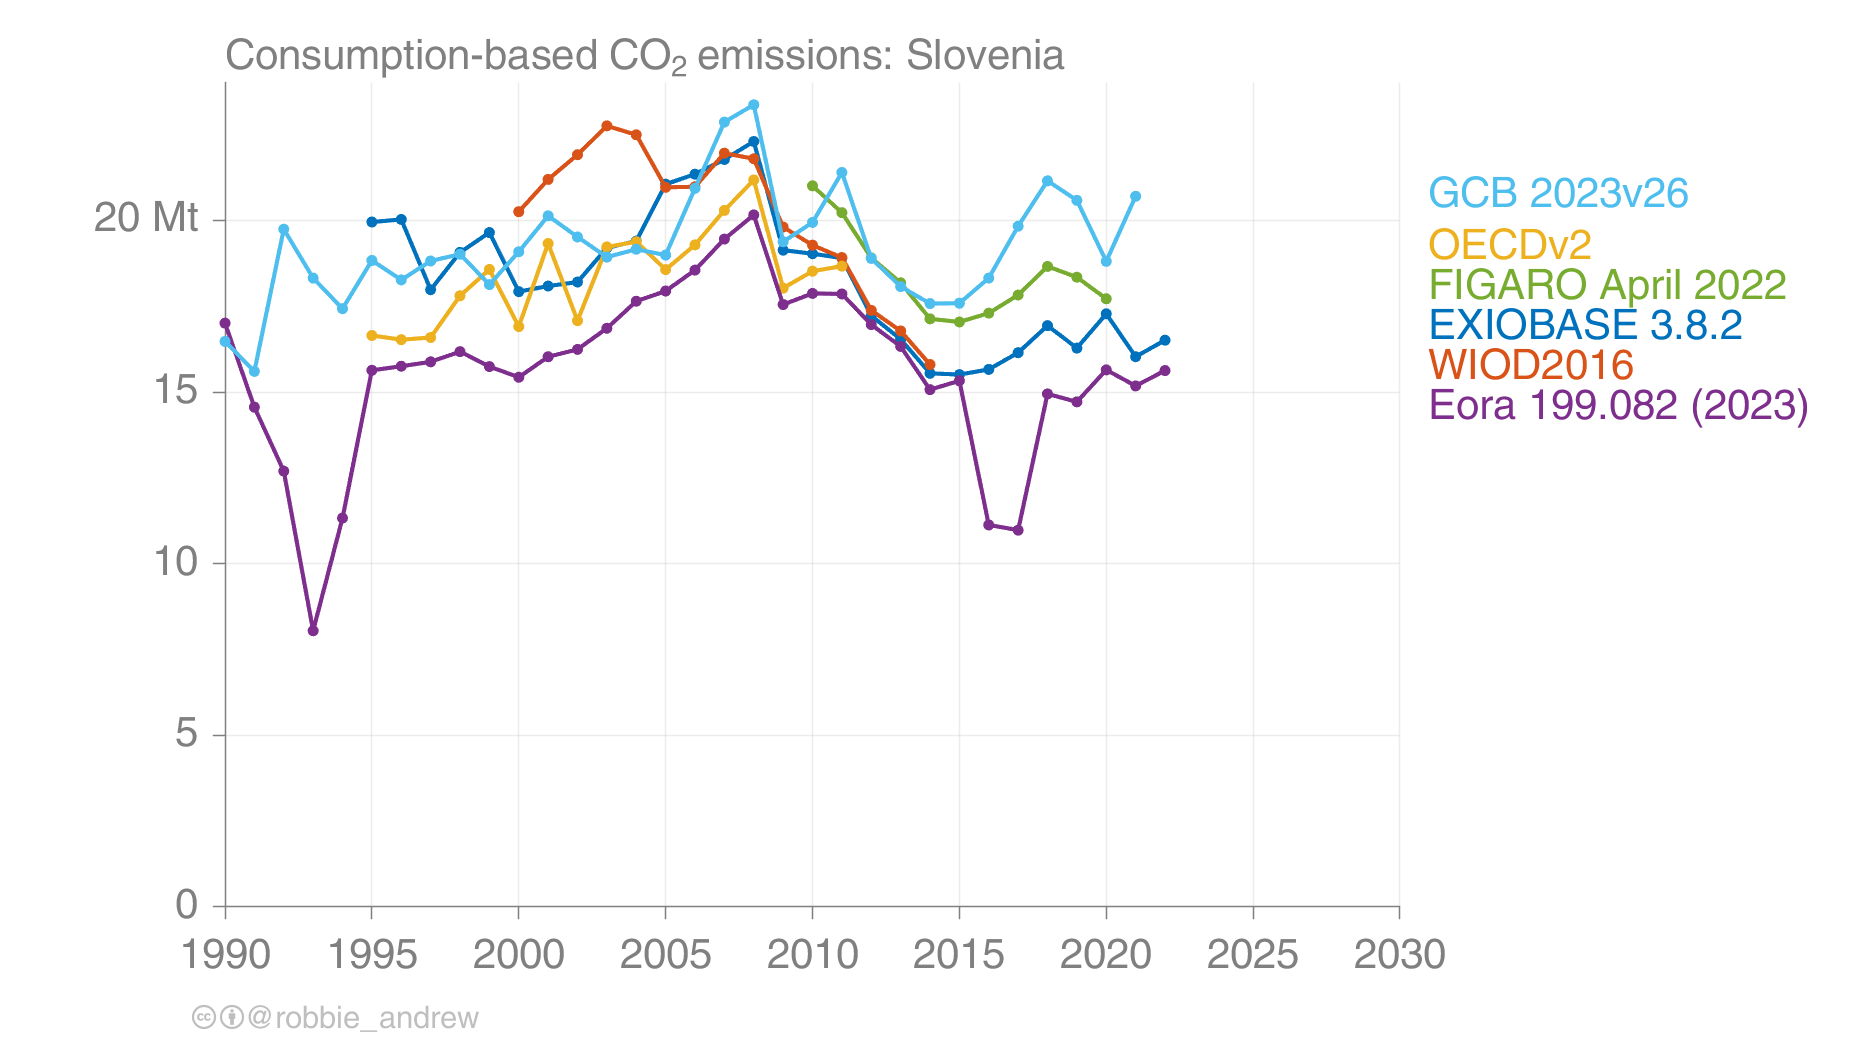 Consumption-based CO₂ emissions: Slovenia
20 Mt
15
10
5
0
1990 1995 2000 2005 2010 2015 2020 2025 2030
GCB 2023v26
OECDv2
FIGARO April 2022
EXIOBASE 3.8.2
WIOD2016
Eora 199.082 (2023)
@robbie_andrew